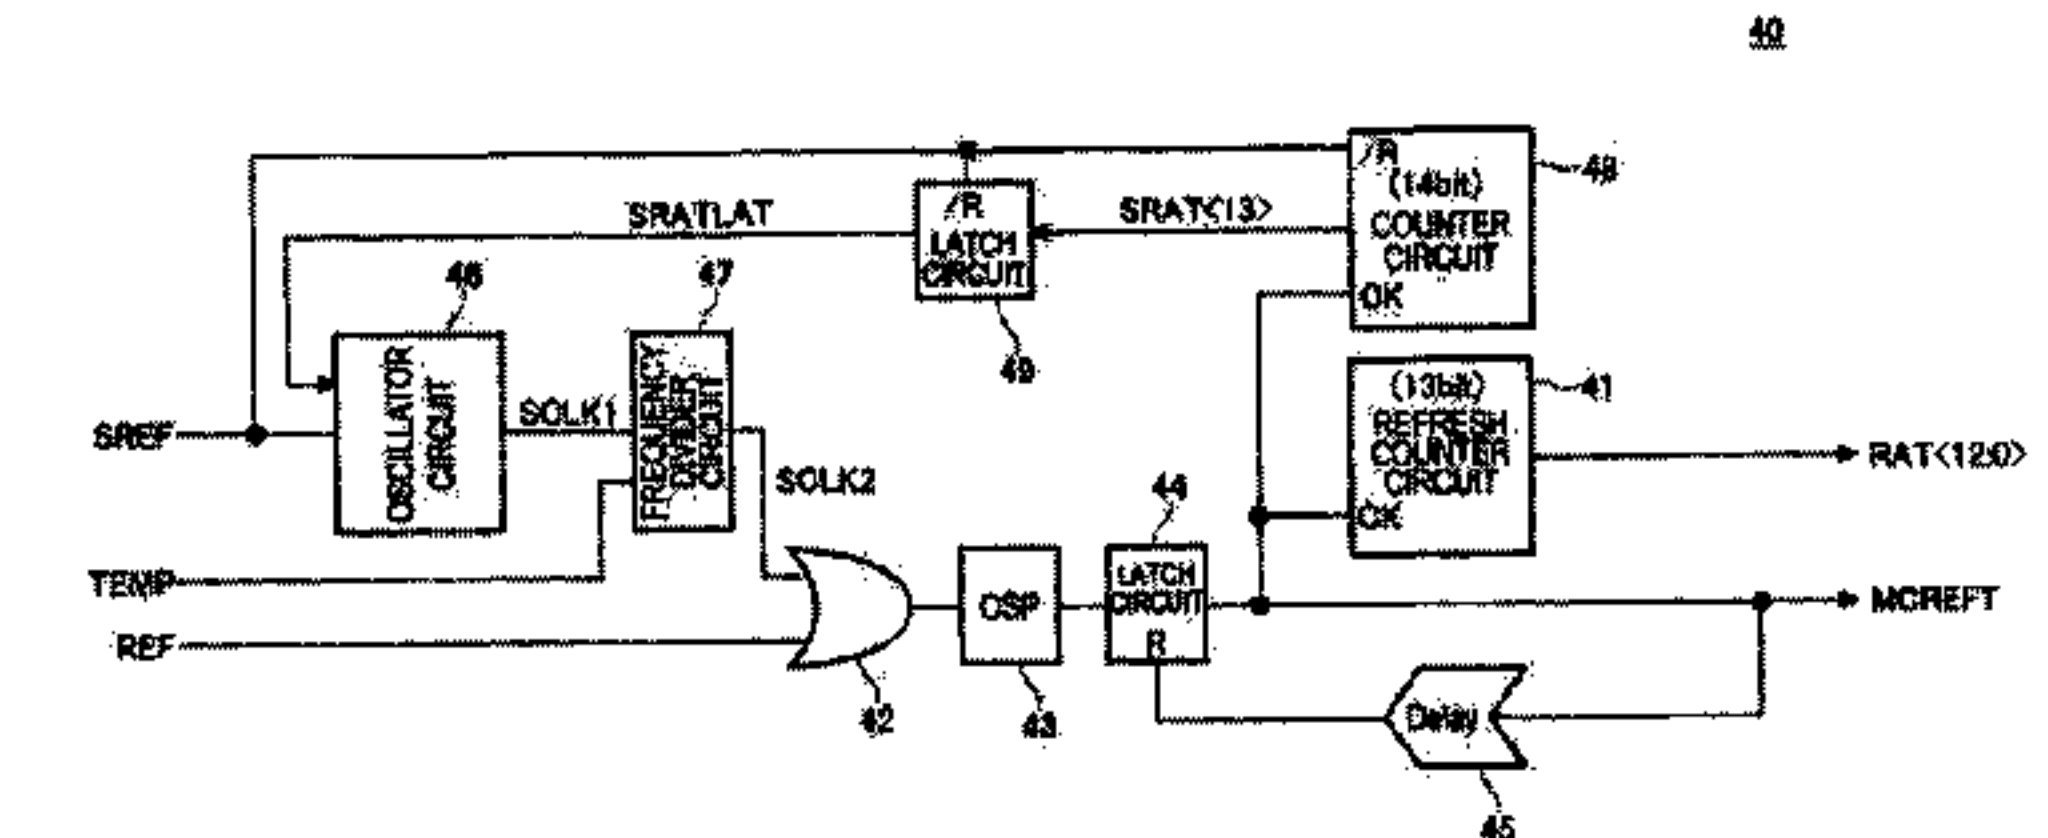 40
/R
(14bit)
COUNTER
CIRCUIT
CK
48
SRAT<13>
/R
LATCH
CIRCUIT
49
SRATLAT
46
OSCILLATOR
CIRCUIT
47
FREQUENCY
DIVIDER
CIRCUIT
SREF
SCLK1
SCLK2
TEMP
REF
42
OSP
43
44
LATCH
CIRCUIT
R
(13bit)
REFRESH
COUNTER
CIRCUIT
CK
41
RAT<12:0>
MCREFT
Delay
45